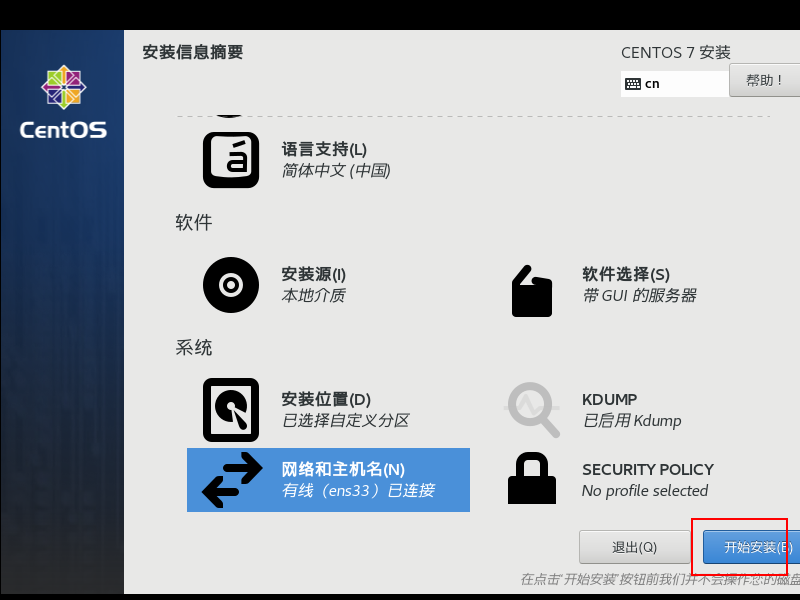 安装信息摘要
CENTOS 7 安装
cn
帮助！
CentOS
语言支持(L)
简体中文 (中国)
软件
安装源(I)
本地介质
软件选择(S)
带 GUI 的服务器
系统
安装位置(D)
已选择自定义分区
KDUMP
已启用 Kdump
网络和主机名(N)
有线（ens33）已连接
SECURITY POLICY
No profile selected
退出(Q)
开始安装(B)
在点击"开始安装"按钮前我们并不会操作您的磁盘